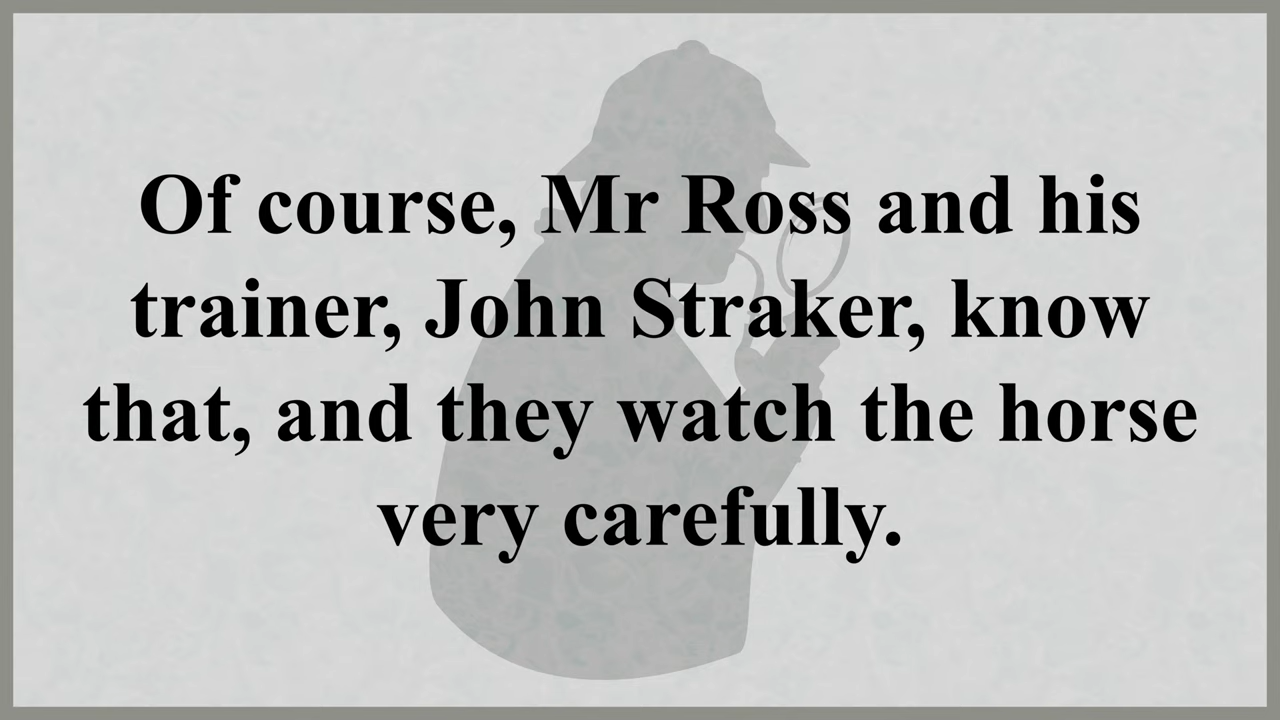 Of course, Mr Ross and his
trainer, John Straker, know
that, and they watch the horse
very carefully.